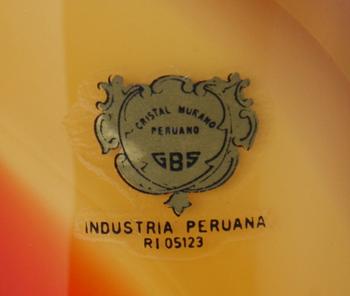 CRISTAL MURANO
PERUANO
GBS
INDUSTRIA PERUANA
RI 05123